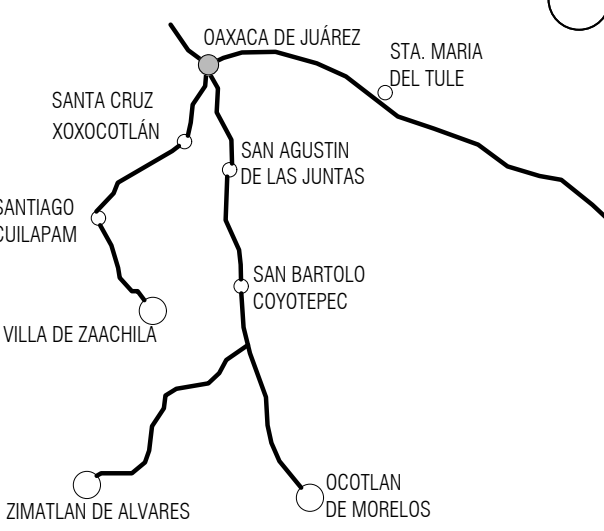 OAXACA DE JUÁREZ
STA. MARIA
DEL TULE
SANTA CRUZ
XOXOCOTLÁN
SAN AGUSTIN
DE LAS JUNTAS
SANTIAGO
CUILAPAM
SAN BARTOLO
COYOTEPEC
VILLA DE ZAACHILA
OCOTLAN
DE MORELOS
ZIMATLAN DE ALVARES